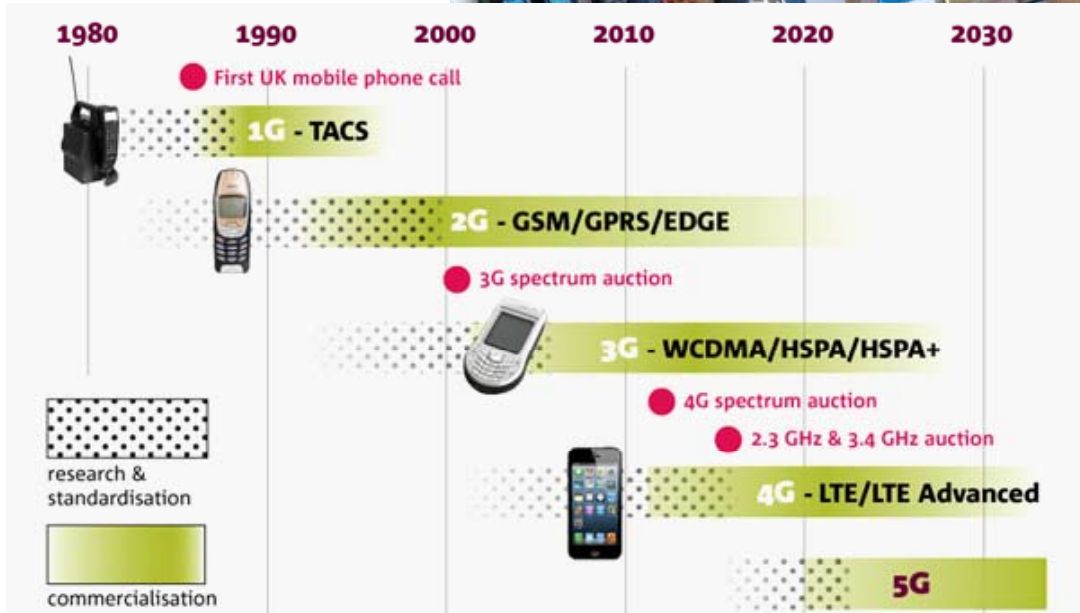 1980 1990 2000 2010 2020 2030
First UK mobile phone call
1G - TACS
2G - GSM/GPRS/EDGE
3G spectrum auction
3G - WCDMA/HSPA/HSPA+
4G spectrum auction
2.3 GHz & 3.4 GHz auction
research &
standardisation
4G - LTE/LTE Advanced
commercialisation
5G